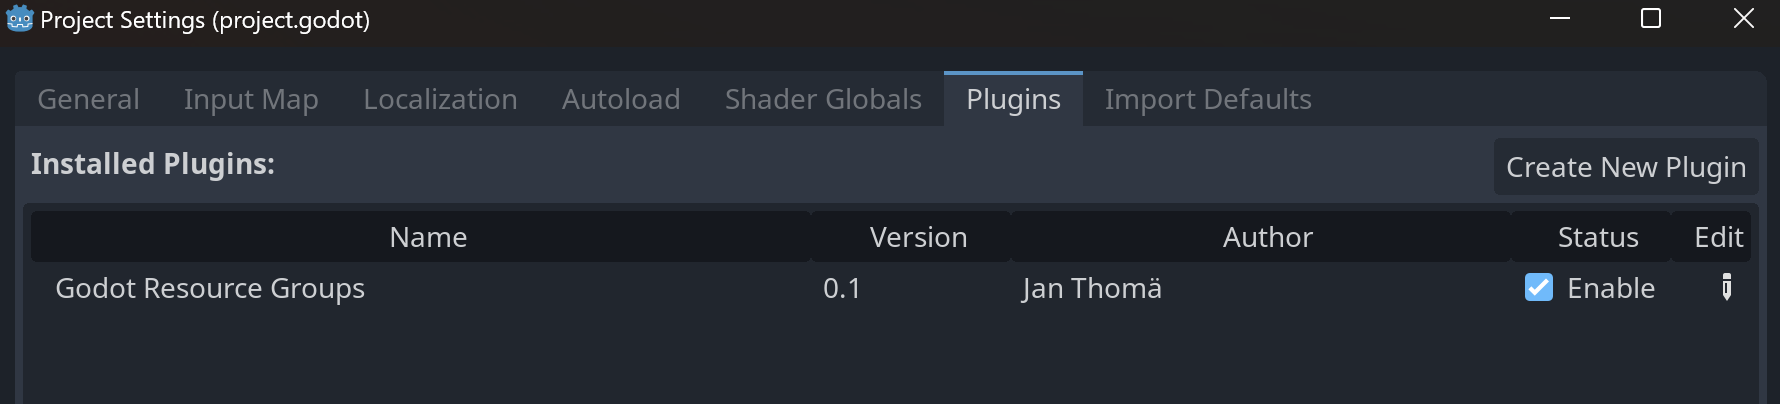 Project Settings (project.godot)
General Input Map Localization Autoload Shader Globals Plugins Import Defaults
Installed Plugins:
Create New Plugin
Name Version Author Status Edit
Godot Resource Groups 0.1 Jan Thomä Enable